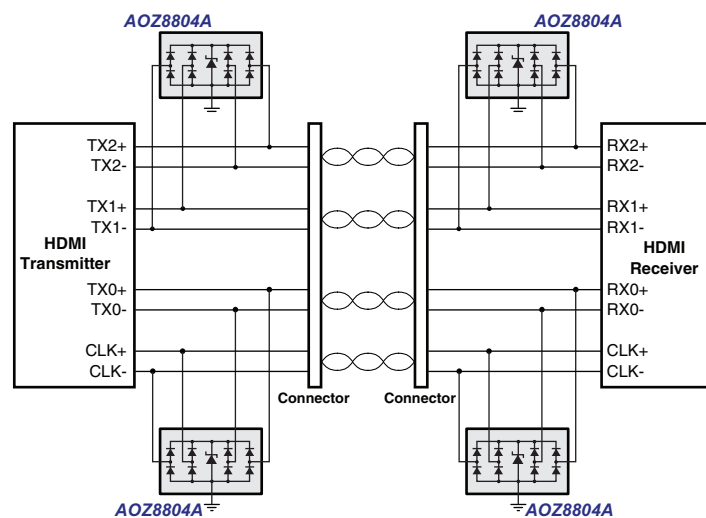 AOZ8804A
AOZ8804A
TX2+
TX2-
TX1+
TX1-
HDMI
Transmitter
TX0+
TX0-
CLK+
CLK-
RX2+
RX2-
RX1+
RX1-
HDMI
Receiver
RX0+
RX0-
CLK+
CLK-
Connector
Connector
AOZ8804A
AOZ8804A